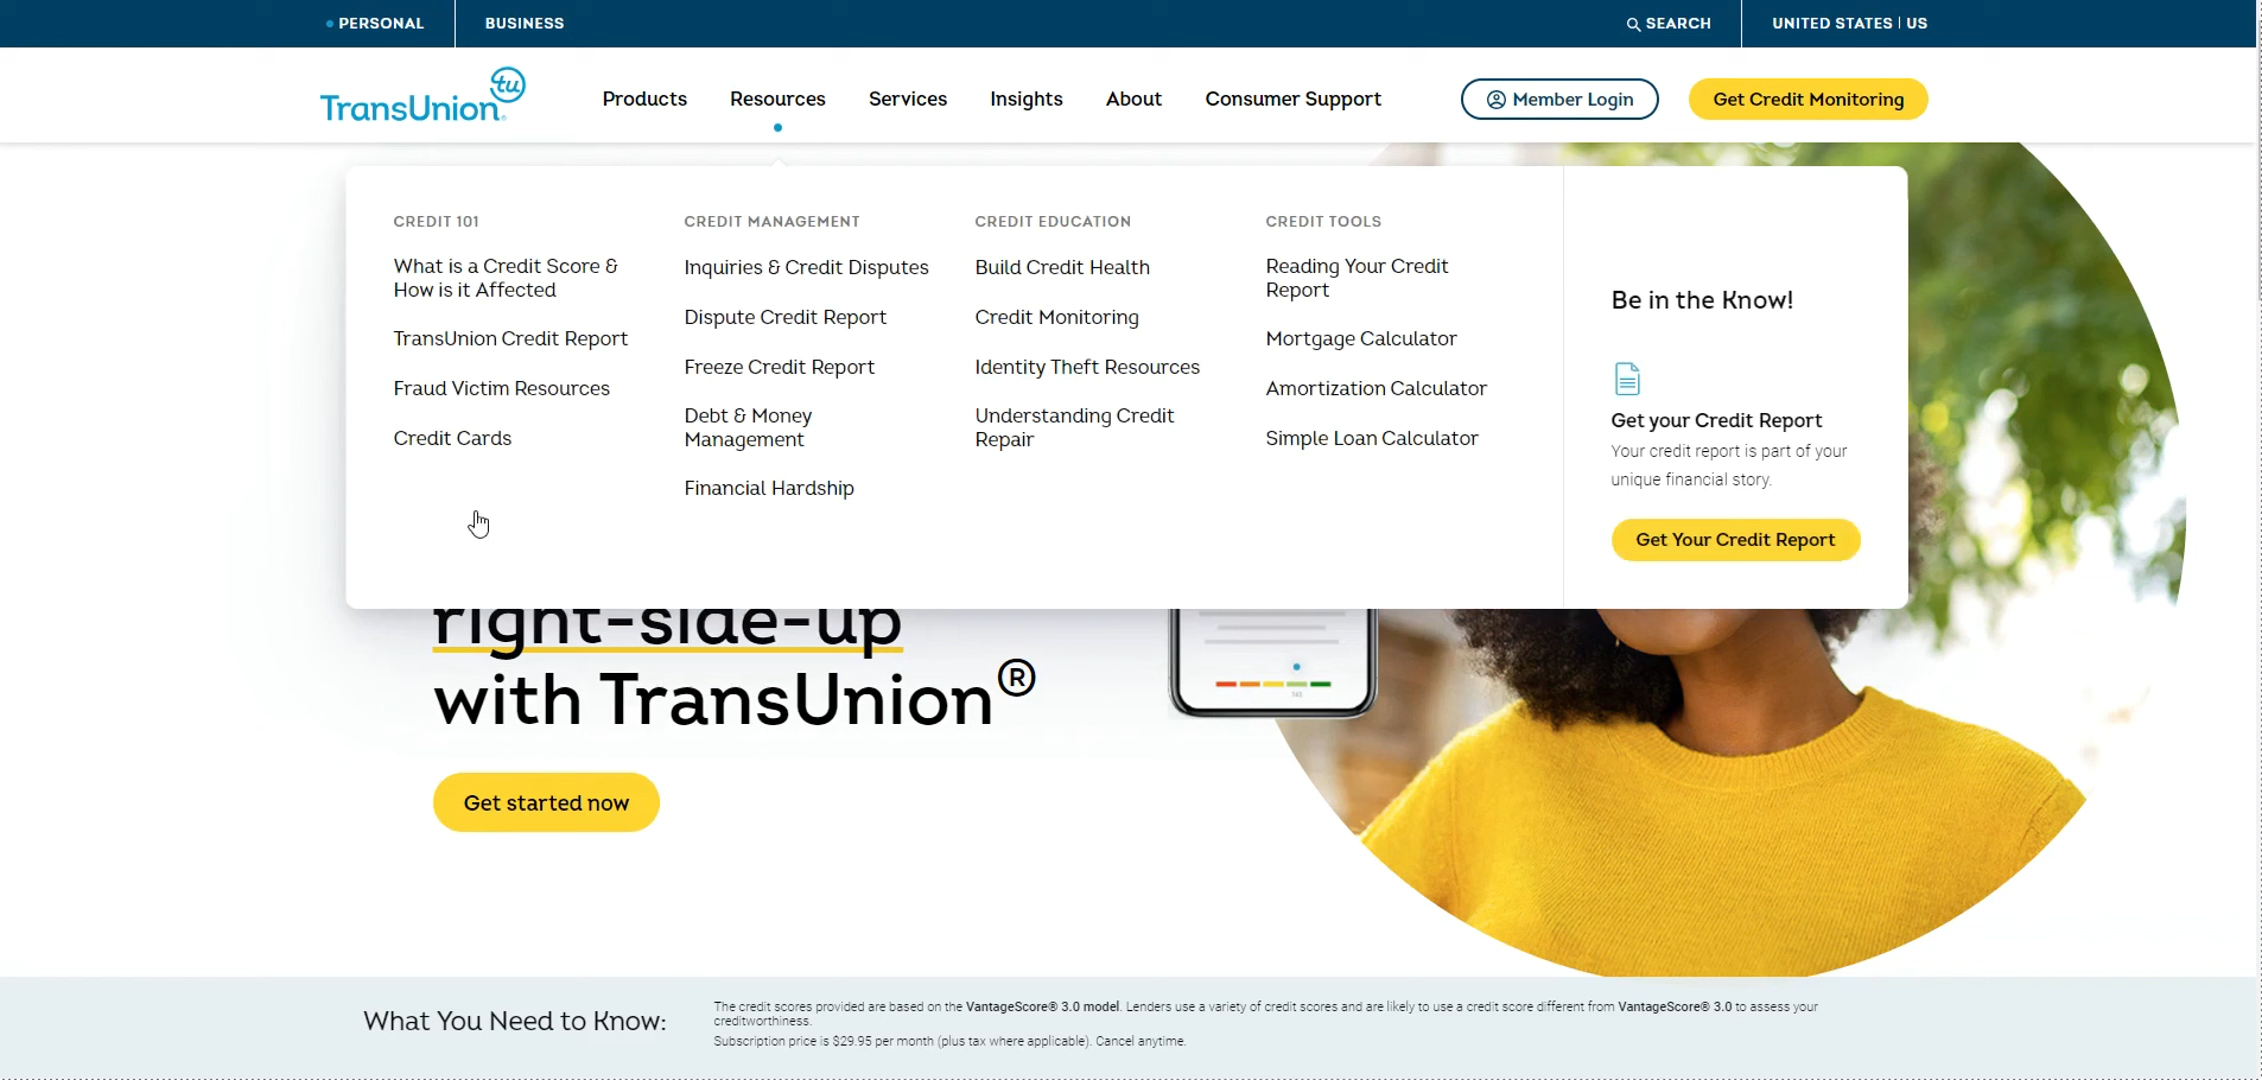 PERSONAL
BUSINESS
SEARCH
UNITED STATES | US
TransUnion
tu
Products
Resources
Services
Insights
About
Consumer Support
Member Login
Get Credit Monitoring
CREDIT 101
What is a Credit Score &
How is it Affected
TransUnion Credit Report
Fraud Victim Resources
Credit Cards
CREDIT MANAGEMENT
Inquiries & Credit Disputes
Dispute Credit Report
Freeze Credit Report
Debt & Money
Management
Financial Hardship
CREDIT EDUCATION
Build Credit Health
Credit Monitoring
Identity Theft Resources
Understanding Credit
Repair
CREDIT TOOLS
Reading Your Credit
Report
Mortgage Calculator
Amortization Calculator
Simple Loan Calculator
Be in the Know!
Get your Credit Report
Your credit report is part of your
unique financial story.
Get Your Credit Report
right-side-up
with TransUnion®
Get started now
What You Need to Know:
The credit scores provided are based on the VantageScore® 3.0 model. Lenders use a variety of credit scores and are likely to use a credit score different from VantageScore® 3.0 to assess your
creditworthiness.
Subscription price is $29.95 per month (plus tax where applicable). Cancel anytime.